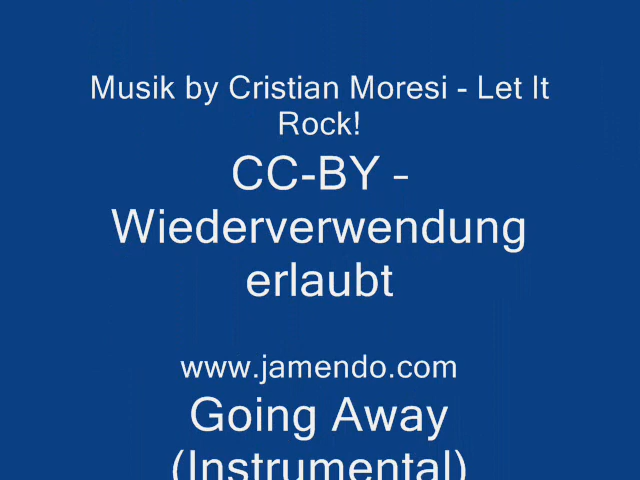 Musik by Cristian Moresi - Let It
Rock!
CC-BY –
Wiederverwendung
erlaubt
www.jamendo.com
Going Away
(Instrumental)